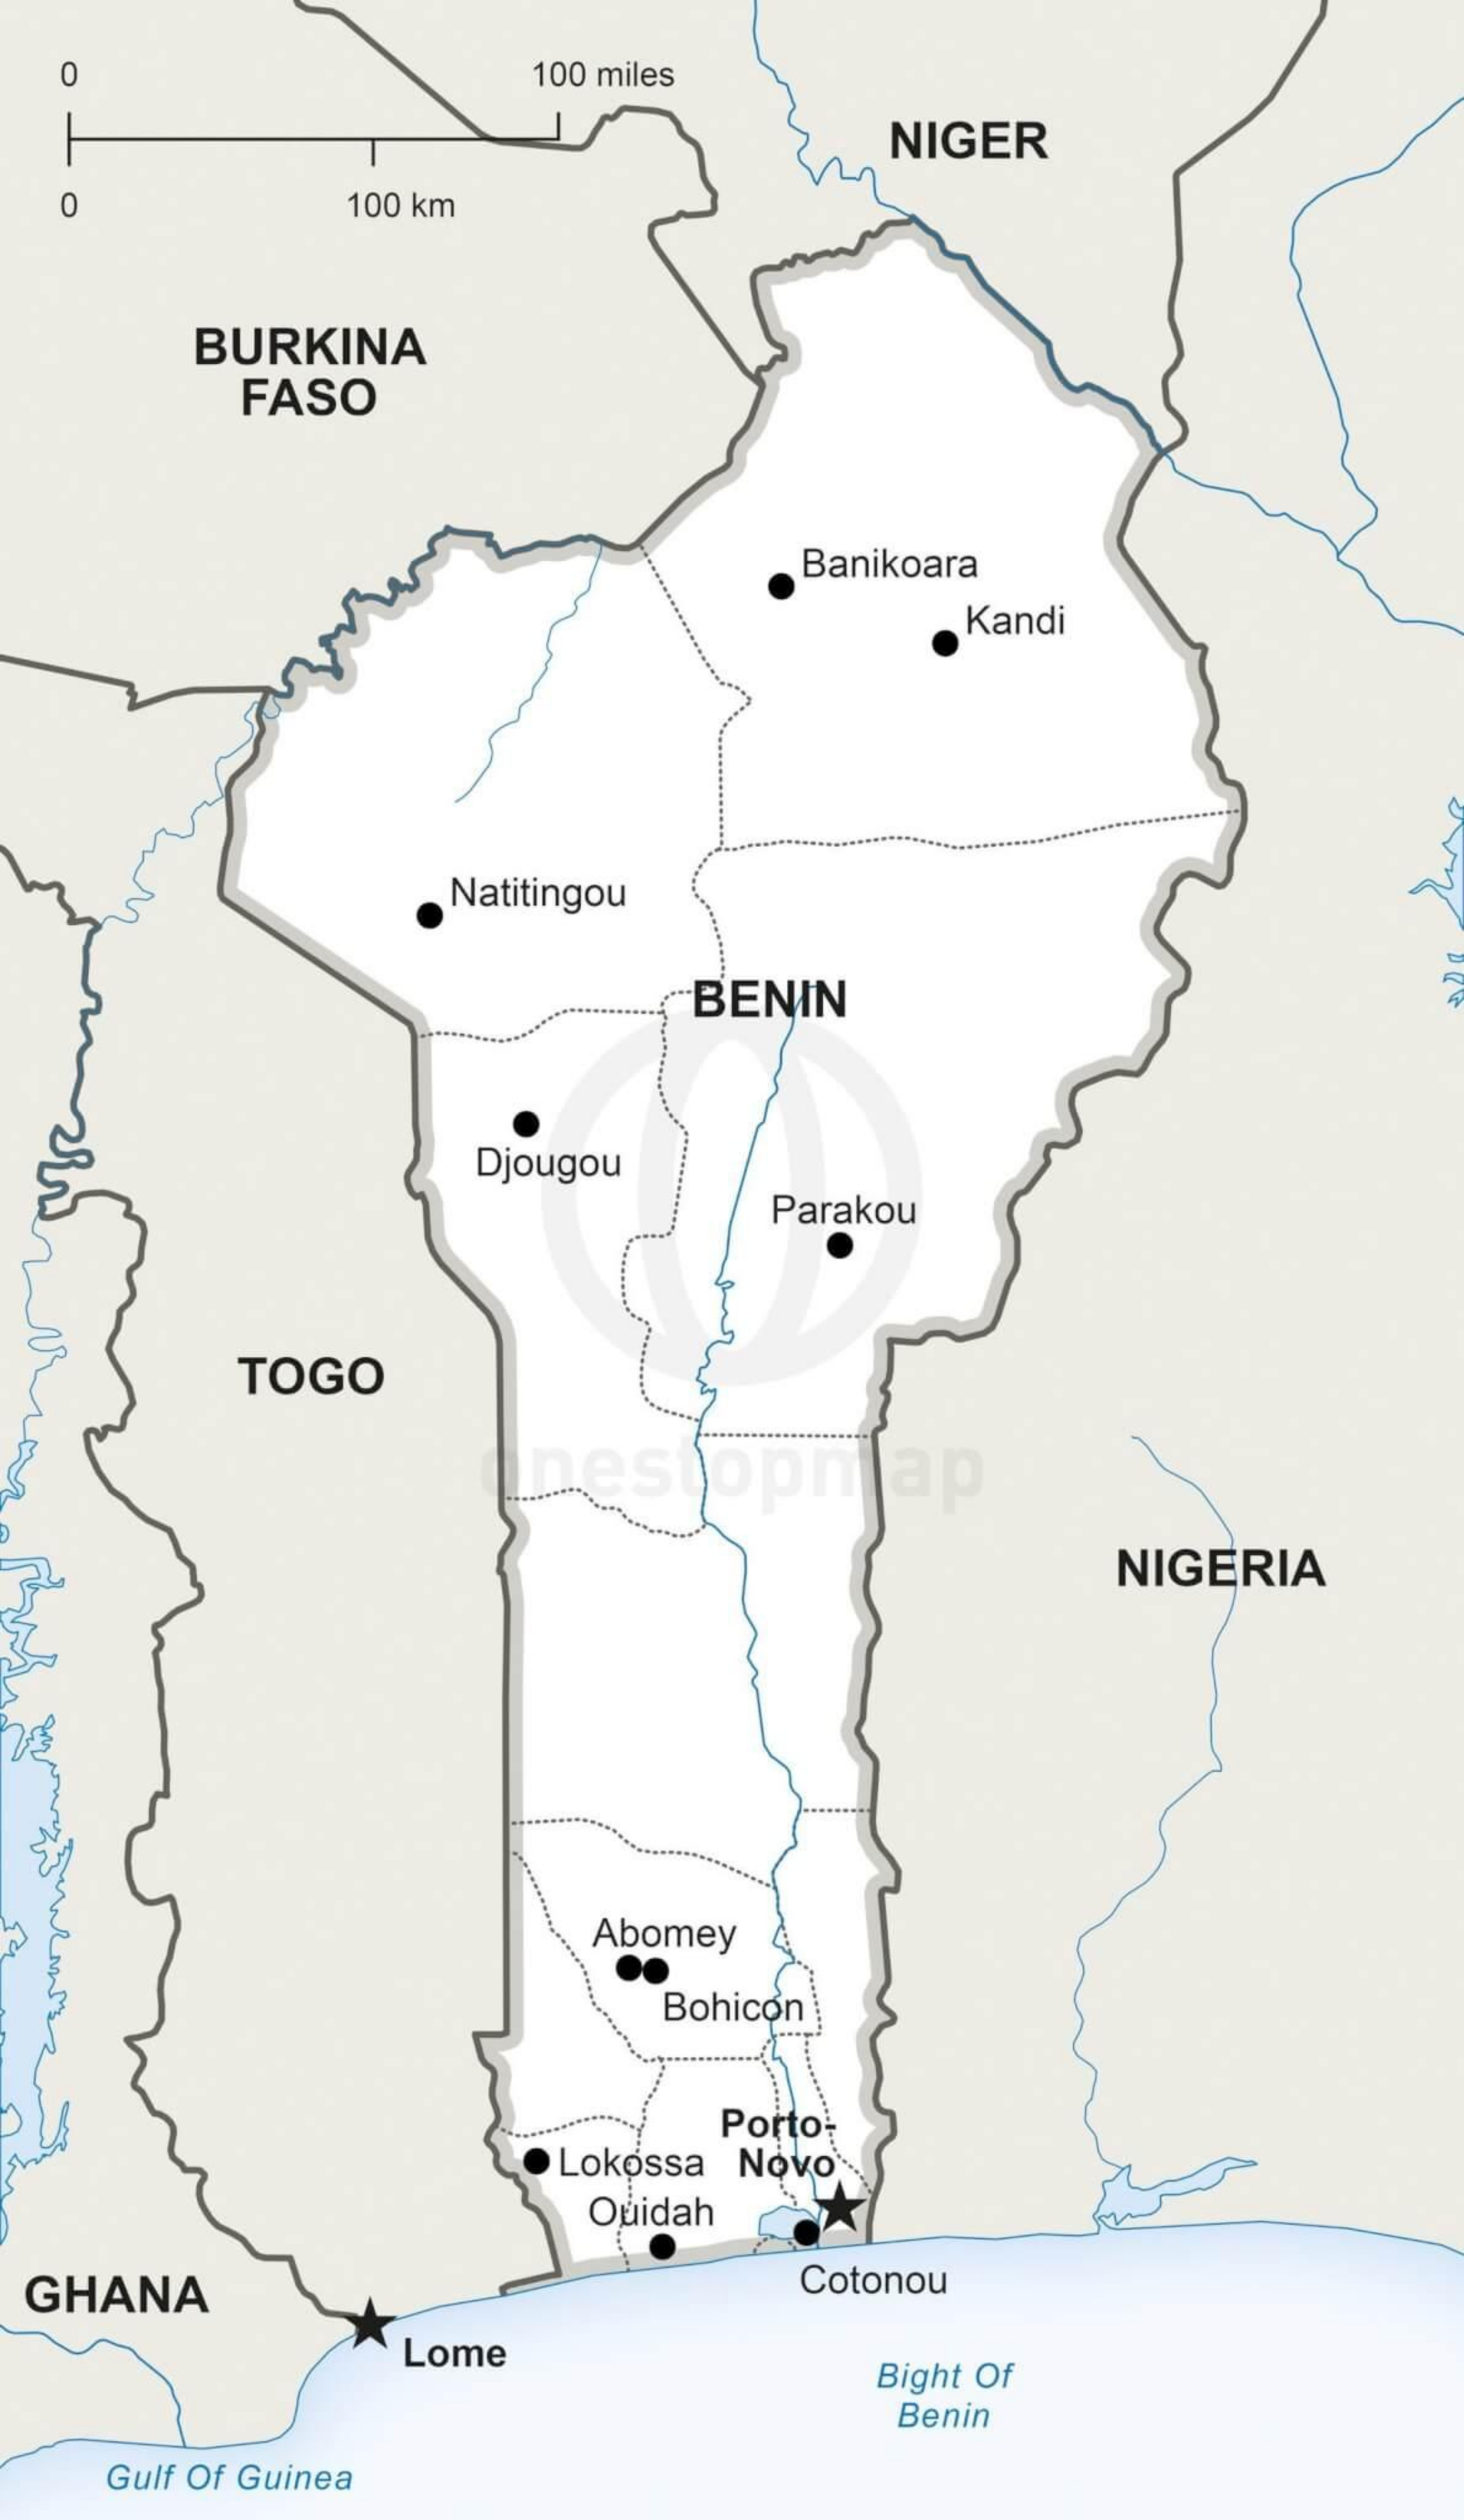 0
100 miles
0
100 km
NIGER
BURKINA
FASO
Banikoara
Kandi
Natitingou
BENIN
Djougou
Parakou
TOGO
onestopmap
NIGERIA
Abomey
Bohicon
Porto-
Novo
Lokossa
Ouidah
Cotonou
GHANA
Lome
Bight Of
Benin
Gulf Of Guinea